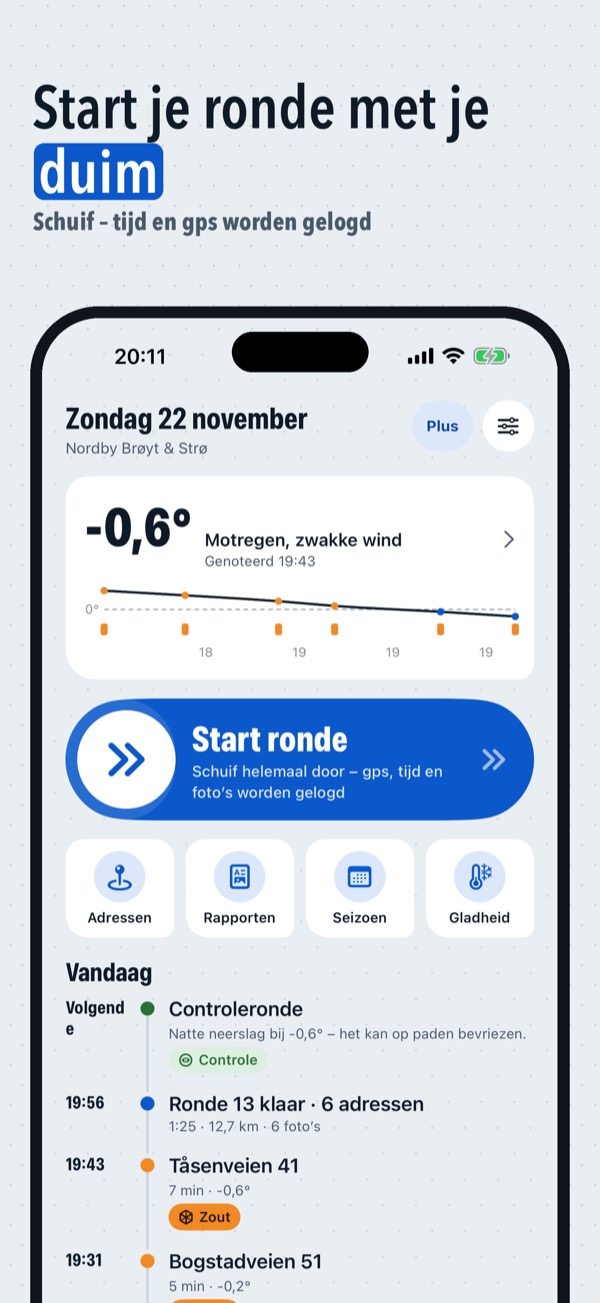 Start je ronde met je
duim
Schuif – tijd en gps worden gelogd
20:11
Zondag 22 november
Nordby Brøyt & Strø
Plus
-0,6°
Motregen, zwakke wind
Genoteerd 19:43
0°
18 19 19 19
Start ronde
Schuif helemaal door – gps, tijd en
foto's worden gelogd
Adressen Rapporten Seizoen Gladheid
Vandaag
Volgend
e
Controleronde
Natte neerslag bij -0,6° – het kan op paden bevriezen.
Controle
19:56 Ronde 13 klaar · 6 adressen
1:25 · 12,7 km · 6 foto's
19:43 Tåsenveien 41
7 min · -0,6°
Zout
19:31 Bogstadveien 51
5 min · -0,2°